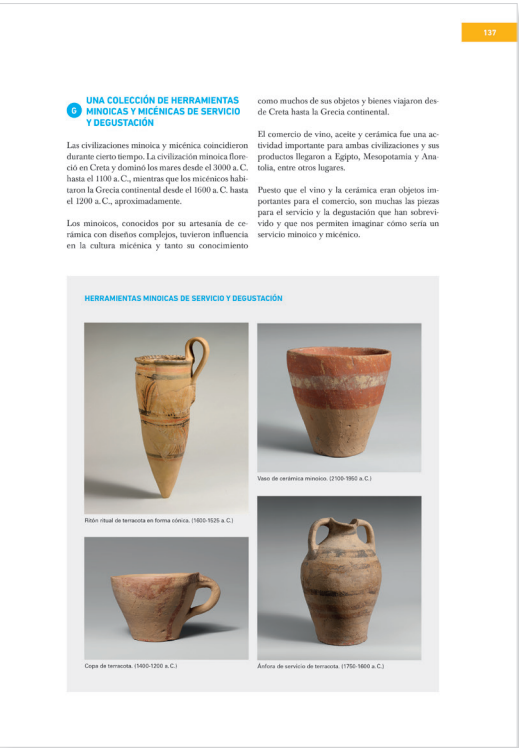 137
G
UNA COLECCIÓN DE HERRAMIENTAS
MINOICAS Y MICÉNICAS DE SERVICIO
Y DEGUSTACIÓN
Las civilizaciones minoica y micénica coincidieron
durante cierto tiempo. La civilización minoica flore-
ció en Creta y dominó los mares desde el 3000 a. C.
hasta el 1100 a. C., mientras que los micénicos habi-
taron la Grecia continental desde el 1600 a. C. hasta
el 1200 a. C., aproximadamente.
Los minoicos, conocidos por su artesanía de ce-
rámica con diseños complejos, tuvieron influencia
en la cultura micénica y tanto su conocimiento
como muchos de sus objetos y bienes viajaron des-
de Creta hasta la Grecia continental.
El comercio de vino, aceite y cerámica fue una ac-
tividad importante para ambas civilizaciones y sus
productos llegaron a Egipto, Mesopotamia y Ana-
tolia, entre otros lugares.
Puesto que el vino y la cerámica eran objetos im-
portantes para el comercio, son muchas las piezas
para el servicio y la degustación que han sobrevi-
vido y que nos permiten imaginar cómo sería un
servicio minoico y micénico.
HERRAMIENTAS MINOICAS DE SERVICIO Y DEGUSTACIÓN
Vaso de cerámica minoico. (2100-1950 a. C.)
Ritón ritual de terracota en forma cónica. (1600-1525 a. C.)
Copa de terracota. (1400-1200 a. C.)
Ánfora de servicio de terracota. (1750-1600 a. C.)